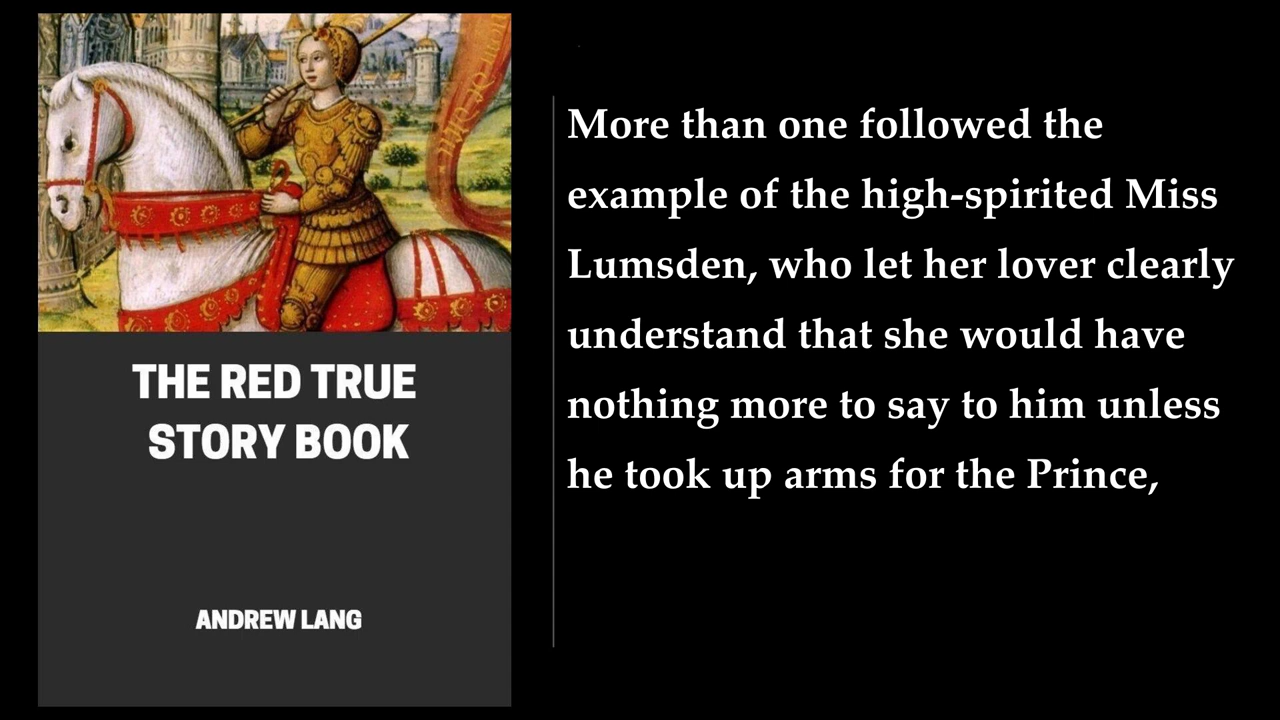 THE RED TRUE
STORY BOOK
ANDREW LANG
More than one followed the
example of the high-spirited Miss
Lumsden, who let her lover clearly
understand that she would have
nothing more to say to him unless
he took up arms for the Prince,